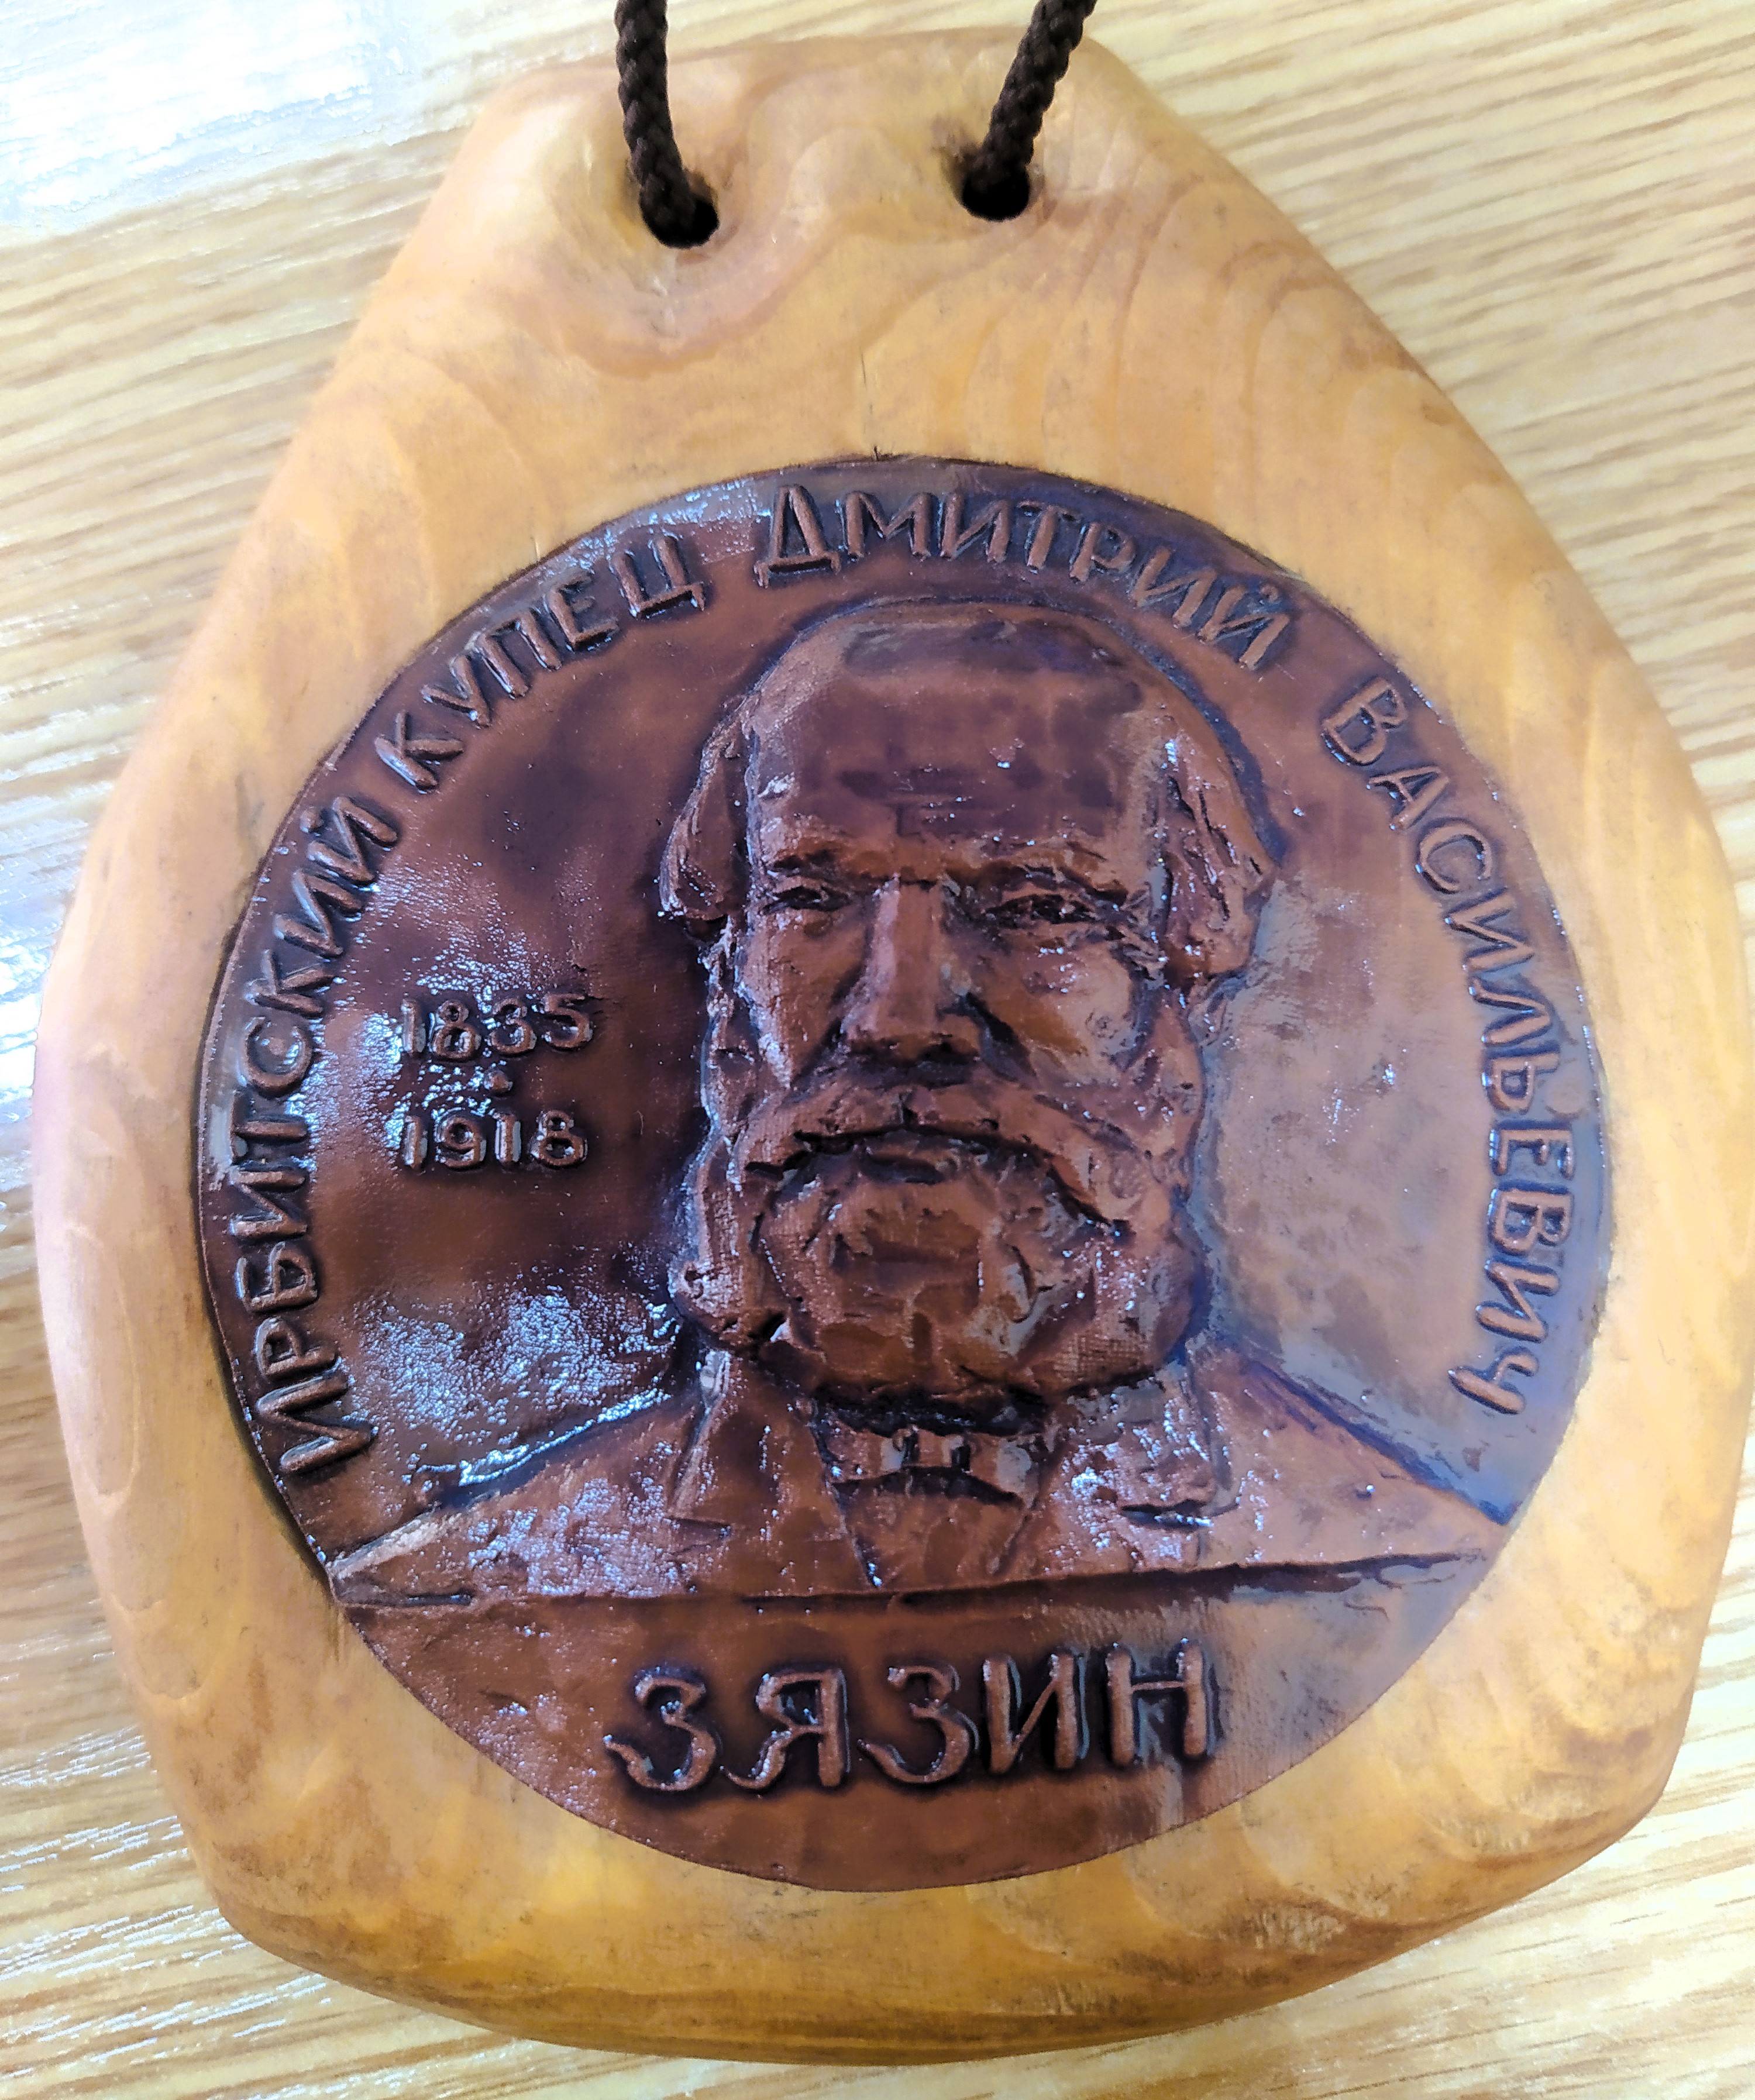 ИРБИТСКИЙ КУПЕЦ ДМИТРИЙ ВАСИЛЬЕВИЧ
1835
1918
ЗЯЗИН